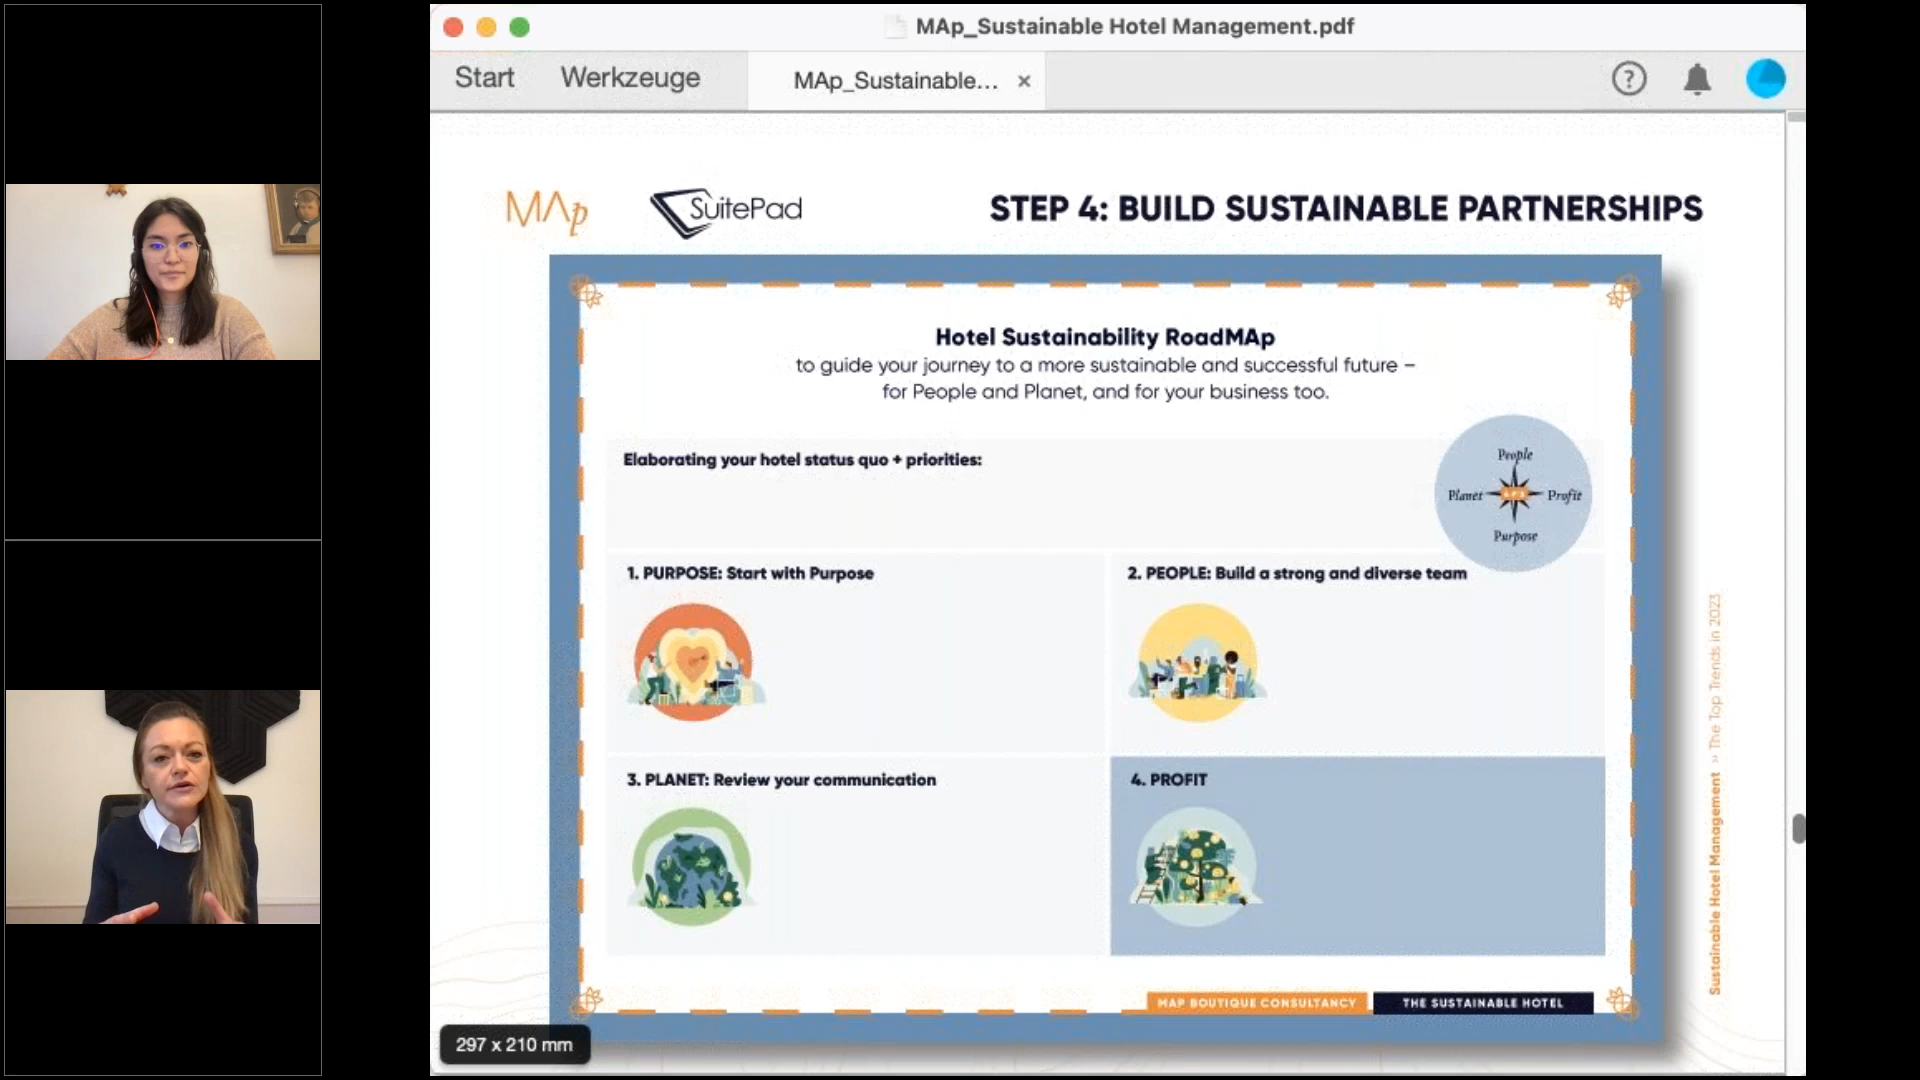 MAp_Sustainable Hotel Management.pdf
Start
Werkzeuge
MAp_Sustainable... ×
MAp
SuitePad
STEP 4: BUILD SUSTAINABLE PARTNERSHIPS
Hotel Sustainability RoadMAp
to guide your journey to a more sustainable and successful future –
for People and Planet, and for your business too.
Elaborating your hotel status quo + priorities:
People
Planet
Profit
Purpose
1. PURPOSE: Start with Purpose
2. PEOPLE: Build a strong and diverse team
3. PLANET: Review your communication
4. PROFIT
MAP BOUTIQUE CONSULTANCY
THE SUSTAINABLE HOTEL
Sustainable Hotel Management » The Top Trends in 2023
297 x 210 mm